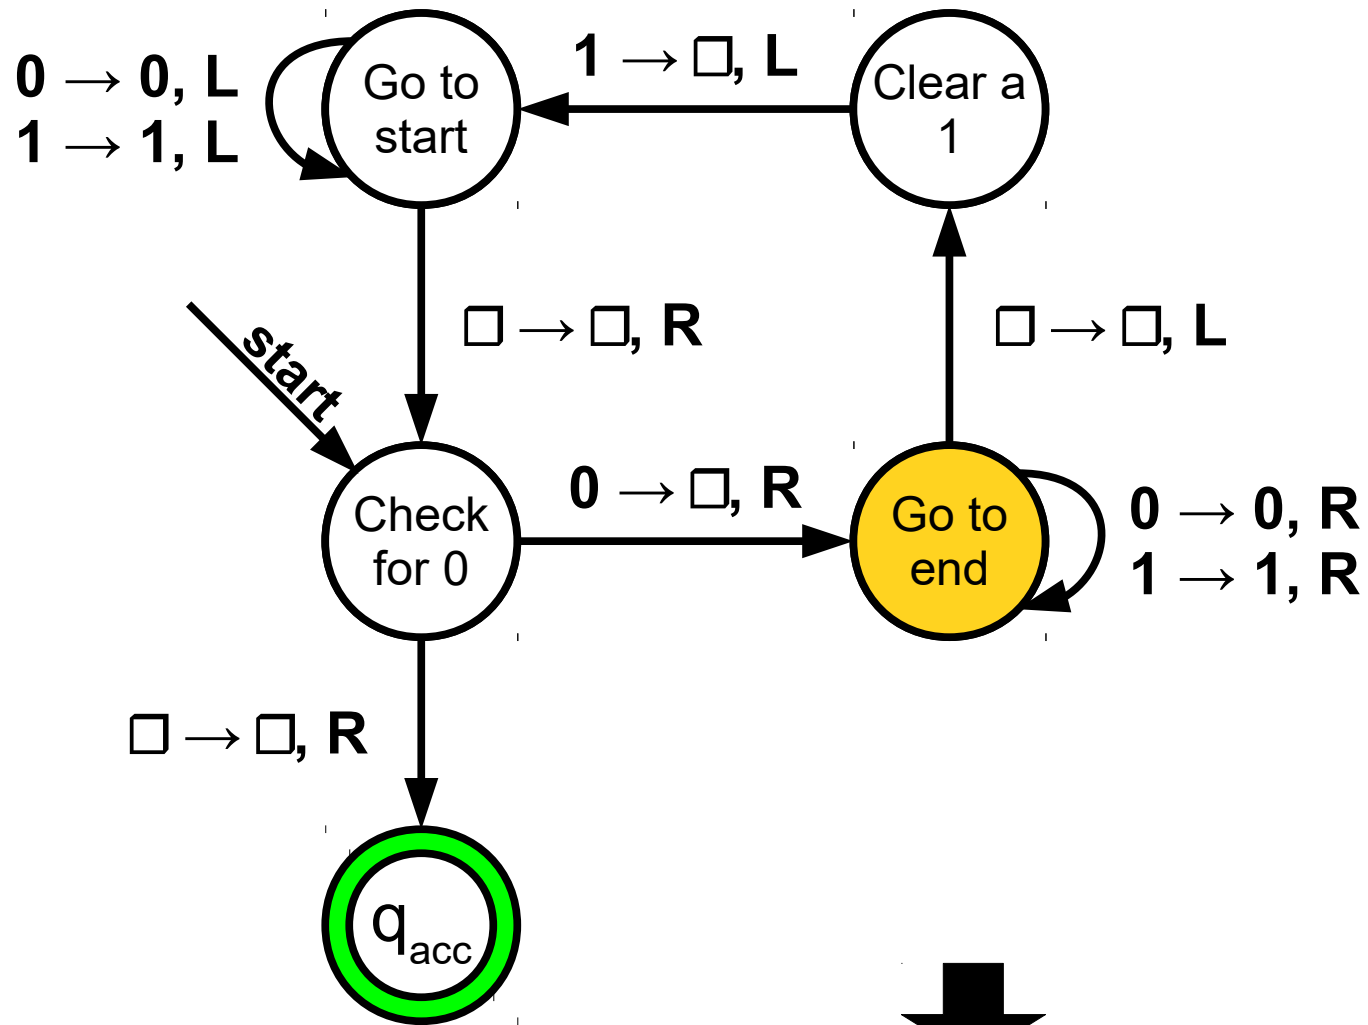 0 → 0, L
1 → 1, L
Go to
start
1 → ☐, L
Clear a
1
☐ → ☐, R
☐ → ☐, L
start
Check
for 0
0 → ☐, R
Go to
end
0 → 0, R
1 → 1, R
☐ → ☐, R
qacc